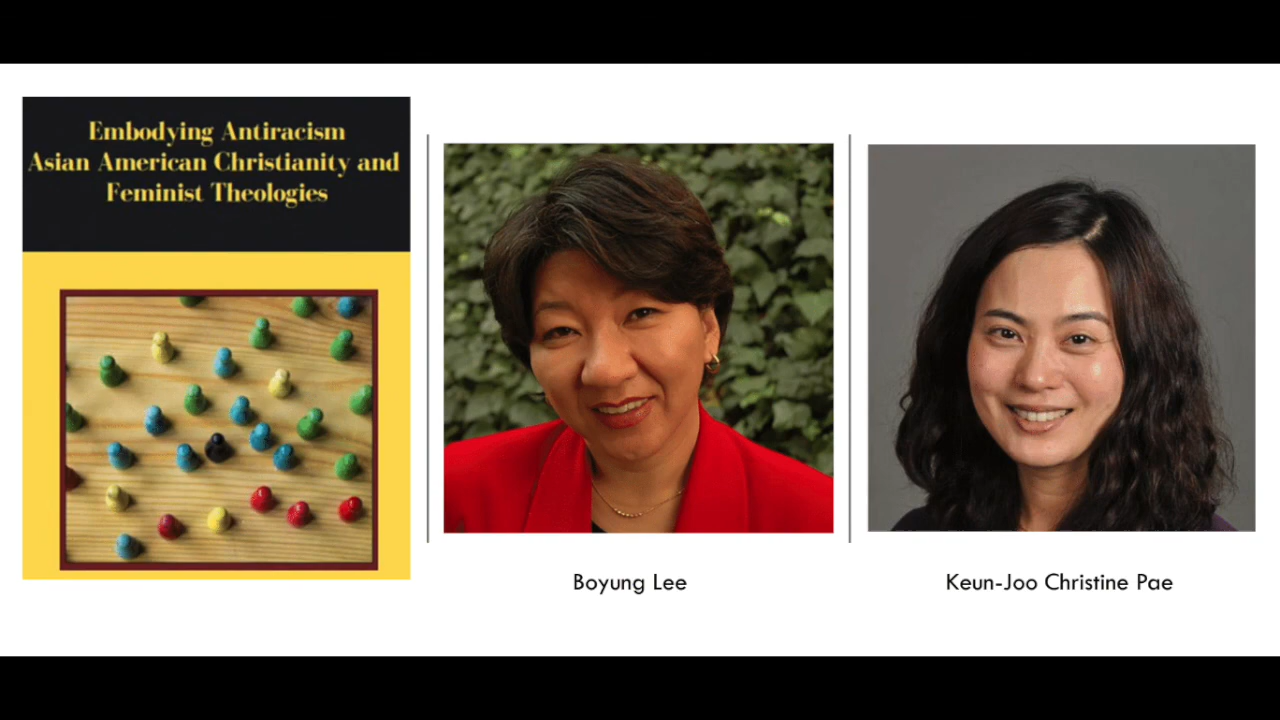 Embodying Antiracism
Asian American Christianity and
Feminist Theologies
Boyung Lee
Keun-Joo Christine Pae